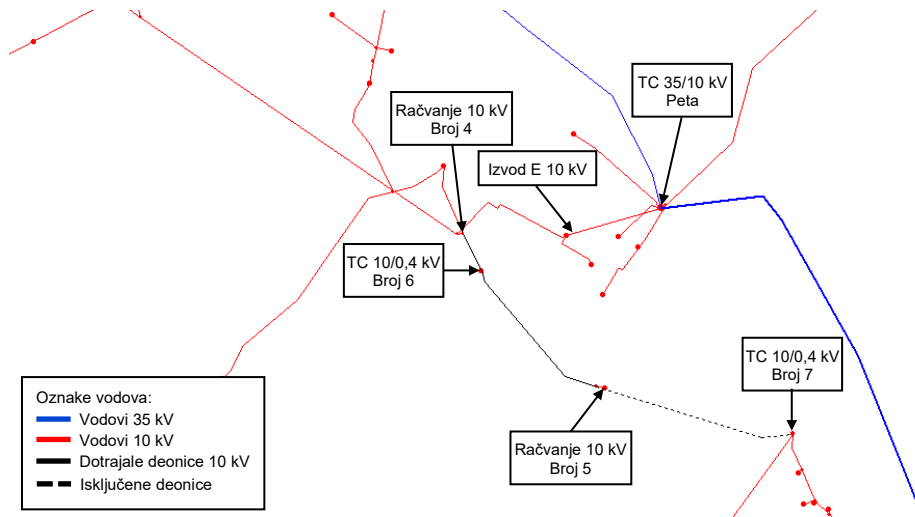 TC 35/10 kV
Peta
Račvanje 10 kV
Broj 4
Izvod E 10 kV
TC 10/0,4 kV
Broj 6
TC 10/0,4 kV
Broj 7
Račvanje 10 kV
Broj 5
Oznake vodova:
Vodovi 35 kV
Vodovi 10 kV
Dotrajale deonice 10 kV
Isključene deonice